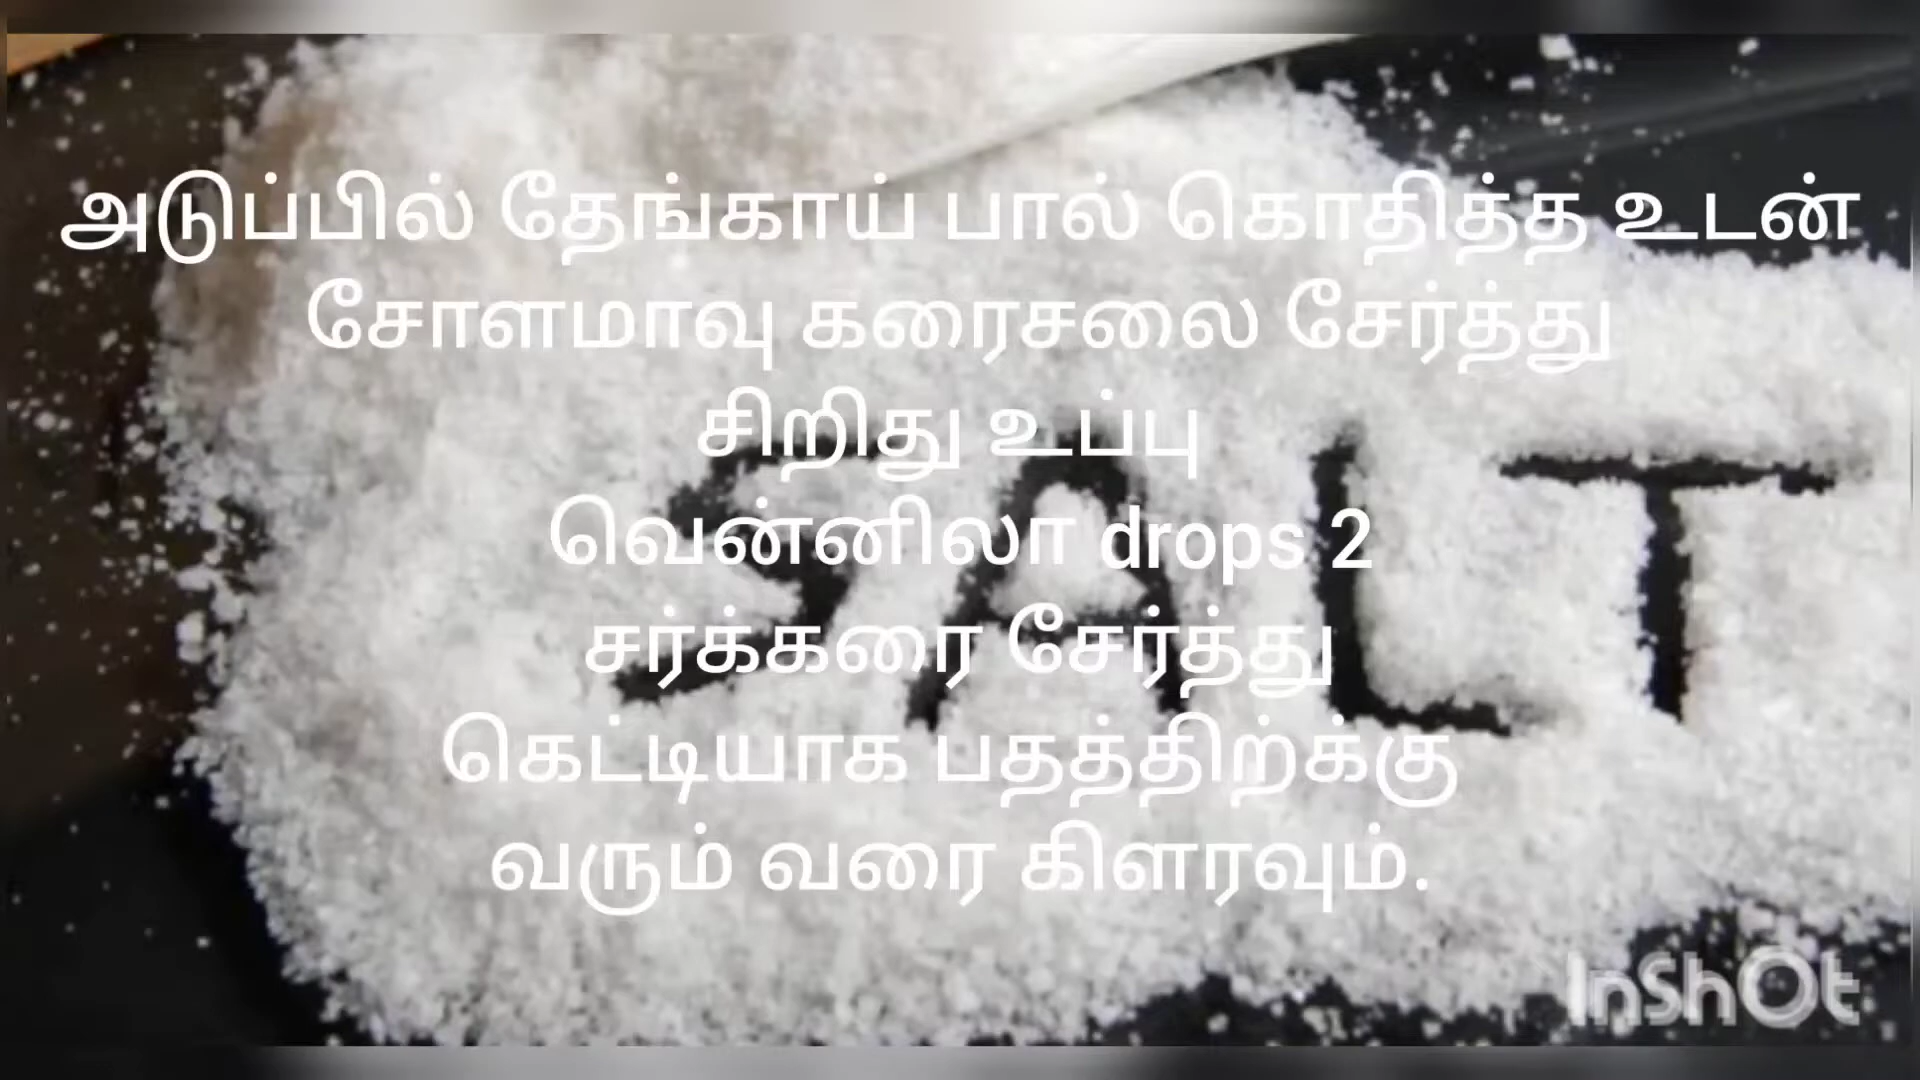 அடுப்பில் தேங்காய் பால் கொதித்த உடன்
சோளமாவு கரைசலை சேர்த்து
சிறிது உப்பு
வென்னிலா drops 2
சர்க்கரை சேர்த்து
கெட்டியாக பதத்திற்க்கு
வரும் வரை கிளரவும்.
SALT
InShOt